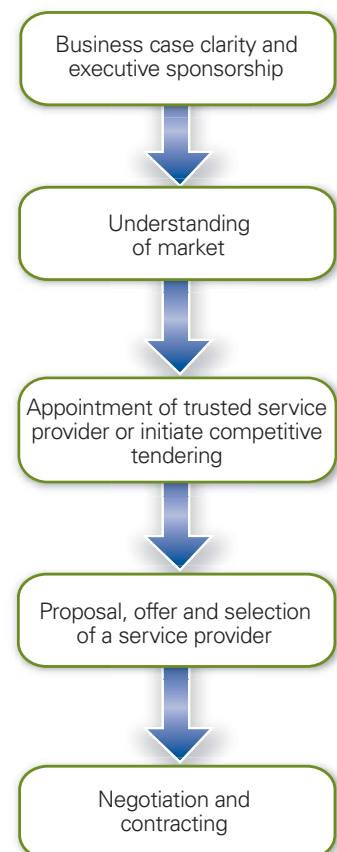 Business case clarity and
executive sponsorship
Understanding
of market
Appointment of trusted service
provider or initiate competitive
tendering
Proposal, offer and selection
of a service provider
Negotiation and
contracting